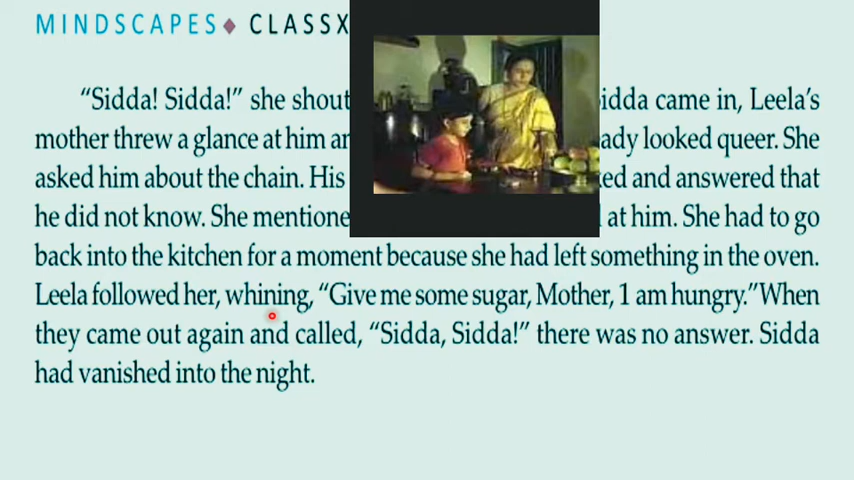 MINDSCAPES CLASSX
“Sidda! Sidda!” she shout idda came in, Leela’s
mother threw a glance at him an ady looked queer. She
asked him about the chain. His ked and answered that
he did not know. She mentione at him. She had to go
back into the kitchen for a moment because she had left something in the oven.
Leela followed her, whining, “Give me some sugar, Mother, 1 am hungry.”When
they came out again and called, “Sidda, Sidda!” there was no answer. Sidda
had vanished into the night.